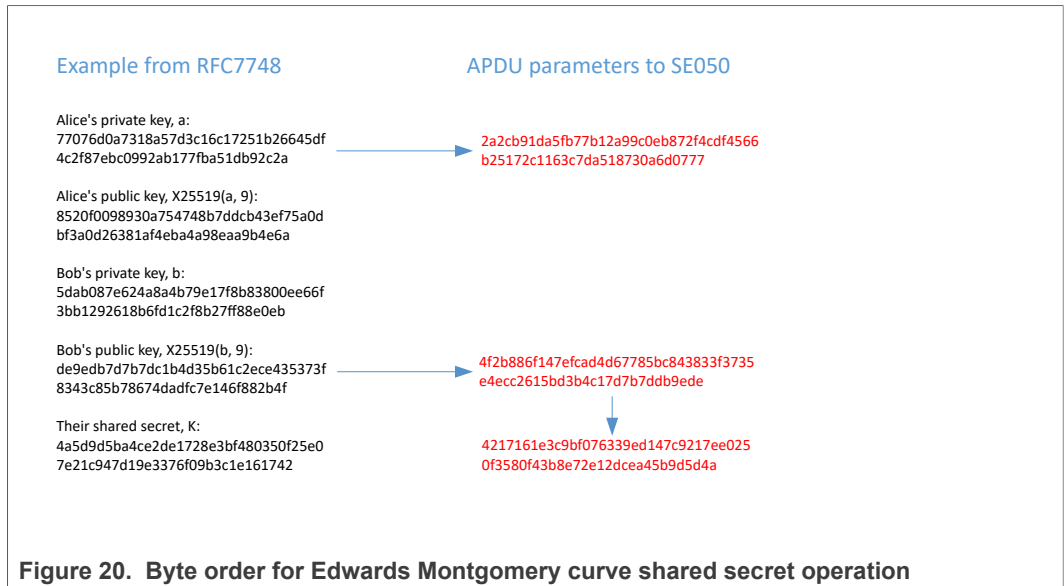 Example from RFC7748
APDU parameters to SE050
Alice's private key, a:
77076d0a7318a57d3c16c17251b26645df
4c2f87ebc0992ab177fba51db92c2a
2a2cb91da5fb77b12a99c0eb872f4cdf4566
b25172c1163c7da518730a6d0777
Alice's public key, X25519(a, 9):
8520f0098930a754748b7ddcb43ef75a0d
bf3a0d26381af4eba4a98eaa9b4e6a
Bob's private key, b:
5dab087e624a8a4b79e17f8b83800ee66f
3bb1292618b6fd1c2f8b27ff88e0eb
Bob's public key, X25519(b, 9):
de9edb7d7b7dc1b4d35b61c2ece435373f
8343c85b78674dadfc7e146f882b4f
4f2b886f147efcad4d67785bc843833f3735
e4ecc2615bd3b4c17d7b7ddb9ede
Their shared secret, K:
4a5d9d5ba4ce2de1728e3bf480350f25e0
7e21c947d19e3376f09b3c1e161742
4217161e3c9bf076339ed147c9217ee025
0f3580f43b8e72e12dcea45b9d5d4a
Figure 20. Byte order for Edwards Montgomery curve shared secret operation